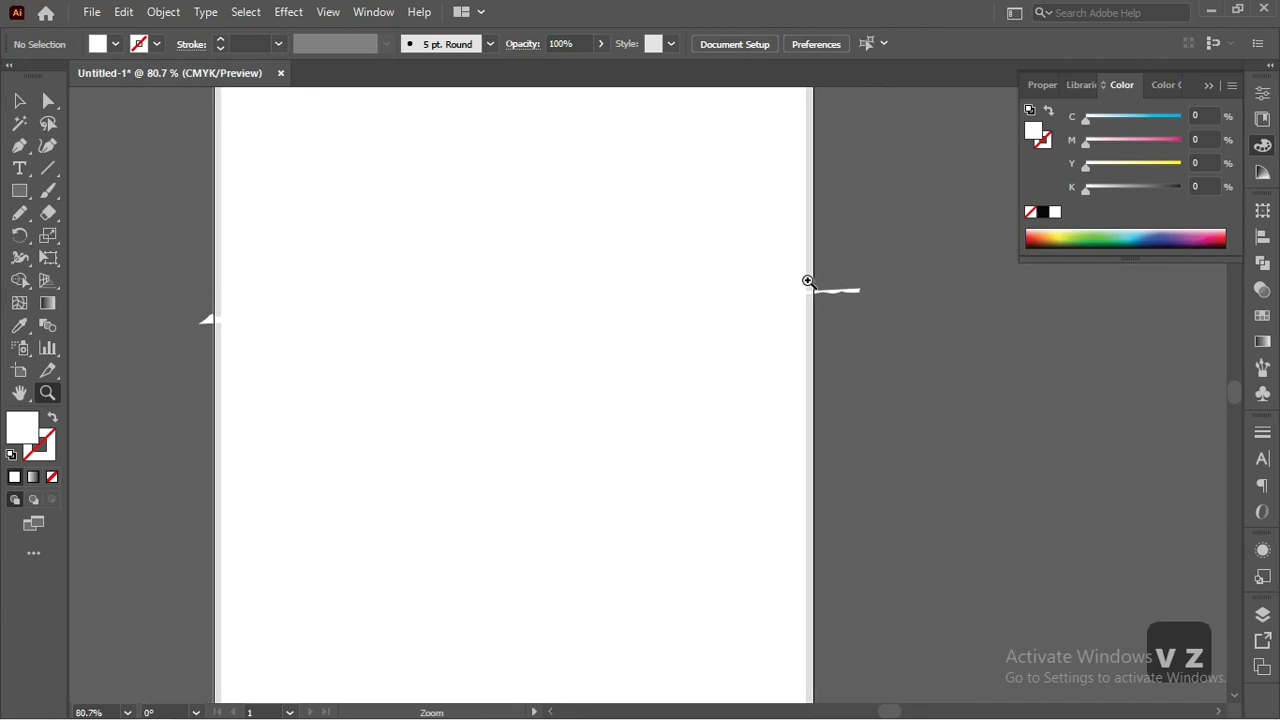 Ai File Edit Object Type Select Effect View Window Help Search Adobe Help
No Selection Stroke: 5 pt. Round Opacity: 100% Style: Document Setup Preferences
Untitled-1* @ 80.7 % (CMYK/Preview) ×
Proper Librari Color Color
C 0 %
M 0 %
Y 0 %
K 0 %
V Z
Activate Windows
Go to Settings to activate Windows.
80.7% 0° 1 Zoom